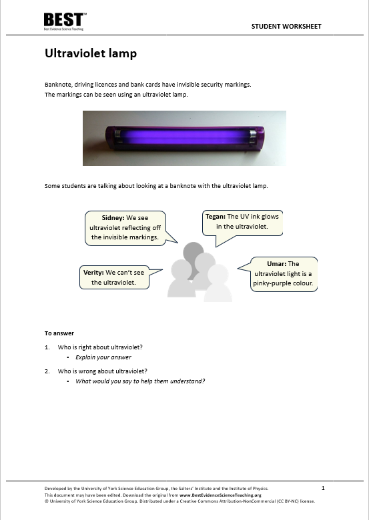 BEST™
Best Evidence Science Teaching
STUDENT WORKSHEET
Ultraviolet lamp
Banknote, driving licences and bank cards have invisible security markings.
The markings can be seen using an ultraviolet lamp.
Some students are talking about looking at a banknote with the ultraviolet lamp.
Sidney: We see
ultraviolet reflecting off
the invisible markings.
Tegan: The UV ink glows
in the ultraviolet.
Verity: We can't see
the ultraviolet.
Umar: The
ultraviolet light is a
pinky-purple colour.
To answer
1. Who is right about ultraviolet?
• Explain your answer
2. Who is wrong about ultraviolet?
• What would you say to help them understand?
Developed by the University of York Science Education Group, the Salters' Institute and the Institute of Physics.
1
This document may have been edited. Download the original from www.BestEvidenceScienceTeaching.org
© University of York Science Education Group. Distributed under a Creative Commons Attribution-NonCommercial (CC BY-NC) license.